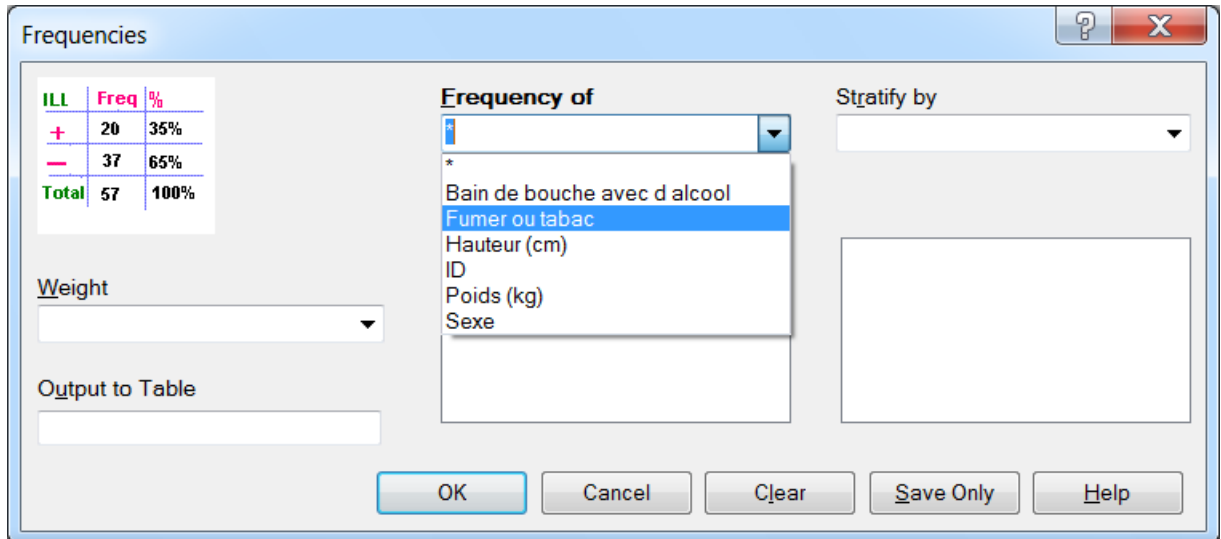 Frequencies
ILL Freq %
+ 20 35%
— 37 65%
Total 57 100%
Weight
Output to Table
Frequency of
*
*
Bain de bouche avec d alcool
Fumer ou tabac
Hauteur (cm)
ID
Poids (kg)
Sexe
Stratify by
OK Cancel Clear Save Only Help